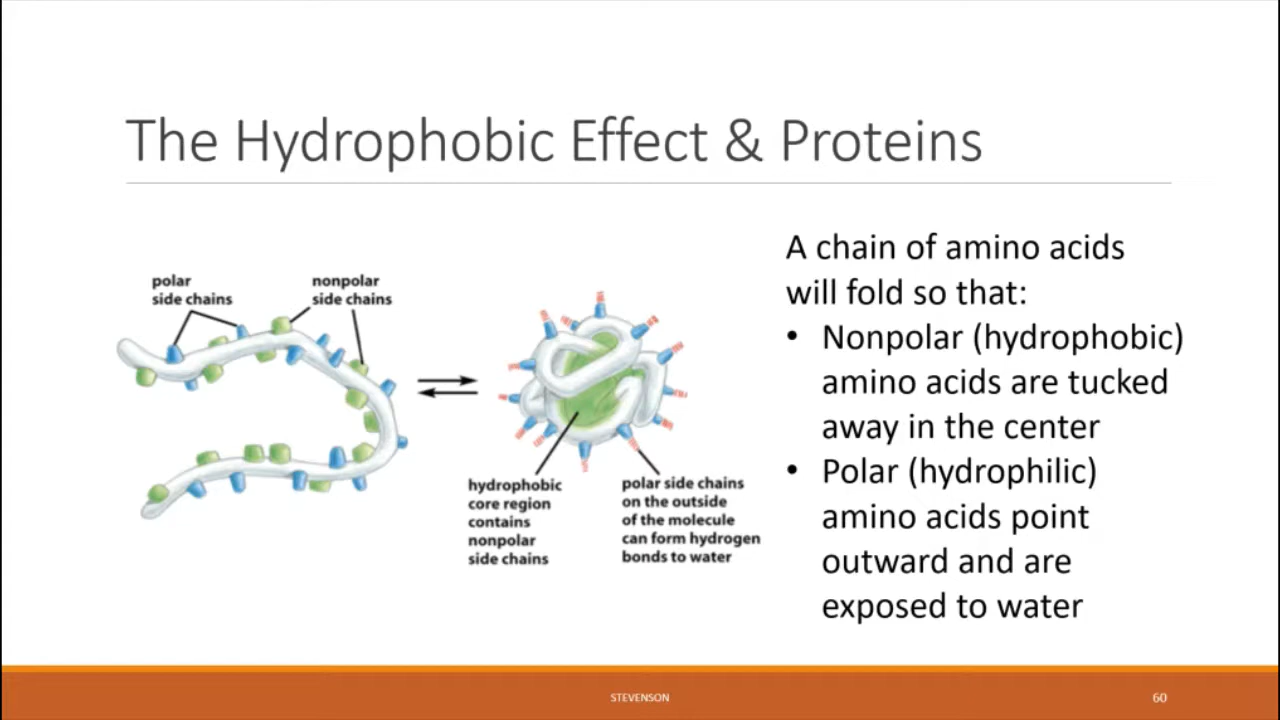 The Hydrophobic Effect & Proteins
polar
side chains
nonpolar
side chains
hydrophobic
core region
contains
nonpolar
side chains
polar side chains
on the outside
of the molecule
can form hydrogen
bonds to water
A chain of amino acids
will fold so that:
• Nonpolar (hydrophobic)
amino acids are tucked
away in the center
• Polar (hydrophilic)
amino acids point
outward and are
exposed to water
STEVENSON
60